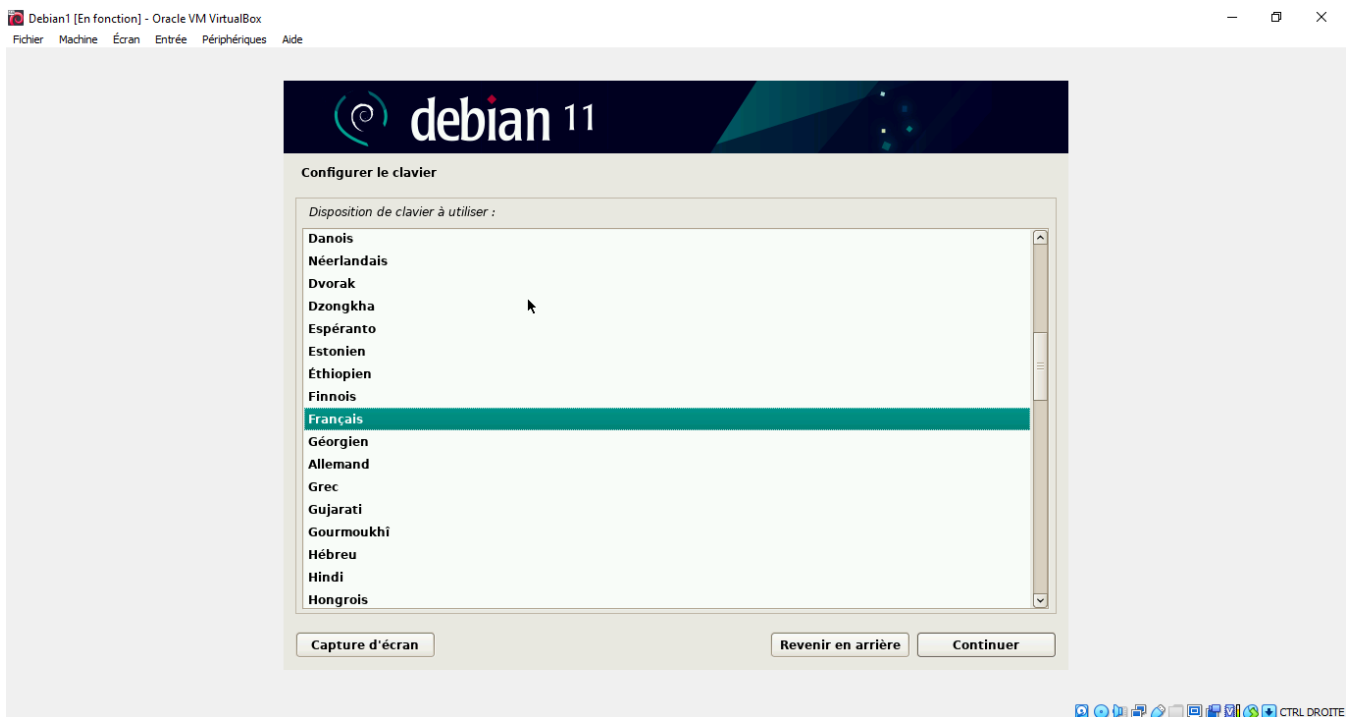 Debian1 [En fonction] - Oracle VM VirtualBox
Fichier Machine Écran Entrée Périphériques Aide
debian 11
Configurer le clavier
Disposition de clavier à utiliser :
Danois
Néerlandais
Dvorak
Dzongkha
Espéranto
Estonien
Éthiopien
Finnois
Français
Géorgien
Allemand
Grec
Gujarati
Gourmoukhî
Hébreu
Hindi
Hongrois
Capture d'écran Revenir en arrière Continuer
CTRL DROITE